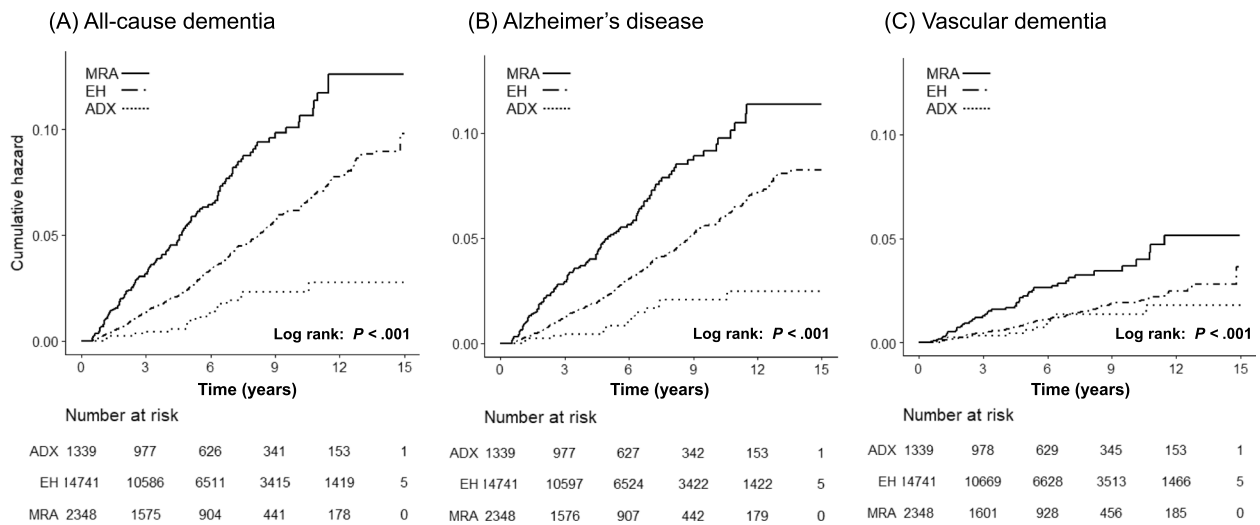 (A) All-cause dementia
MRA
EH
ADX
0.10
0.05
0.00
Cumulative hazard
Log rank: P < .001
0 3 6 9 12 15
Time (years)
Number at risk
ADX 1339 977 626 341 153 1
EH 14741 10586 6511 3415 1419 5
MRA 2348 1575 904 441 178 0
(B) Alzheimer's disease
MRA
EH
ADX
0.10
0.05
0.00
Log rank: P < .001
0 3 6 9 12 15
Time (years)
Number at risk
ADX 1339 977 627 342 153 1
EH 14741 10597 6524 3422 1422 5
MRA 2348 1576 907 442 179 0
(C) Vascular dementia
MRA
EH
ADX
0.10
0.05
0.00
Log rank: P < .001
0 3 6 9 12 15
Time (years)
Number at risk
ADX 1339 978 629 345 153 1
EH 14741 10669 6628 3513 1466 5
MRA 2348 1601 928 456 185 0